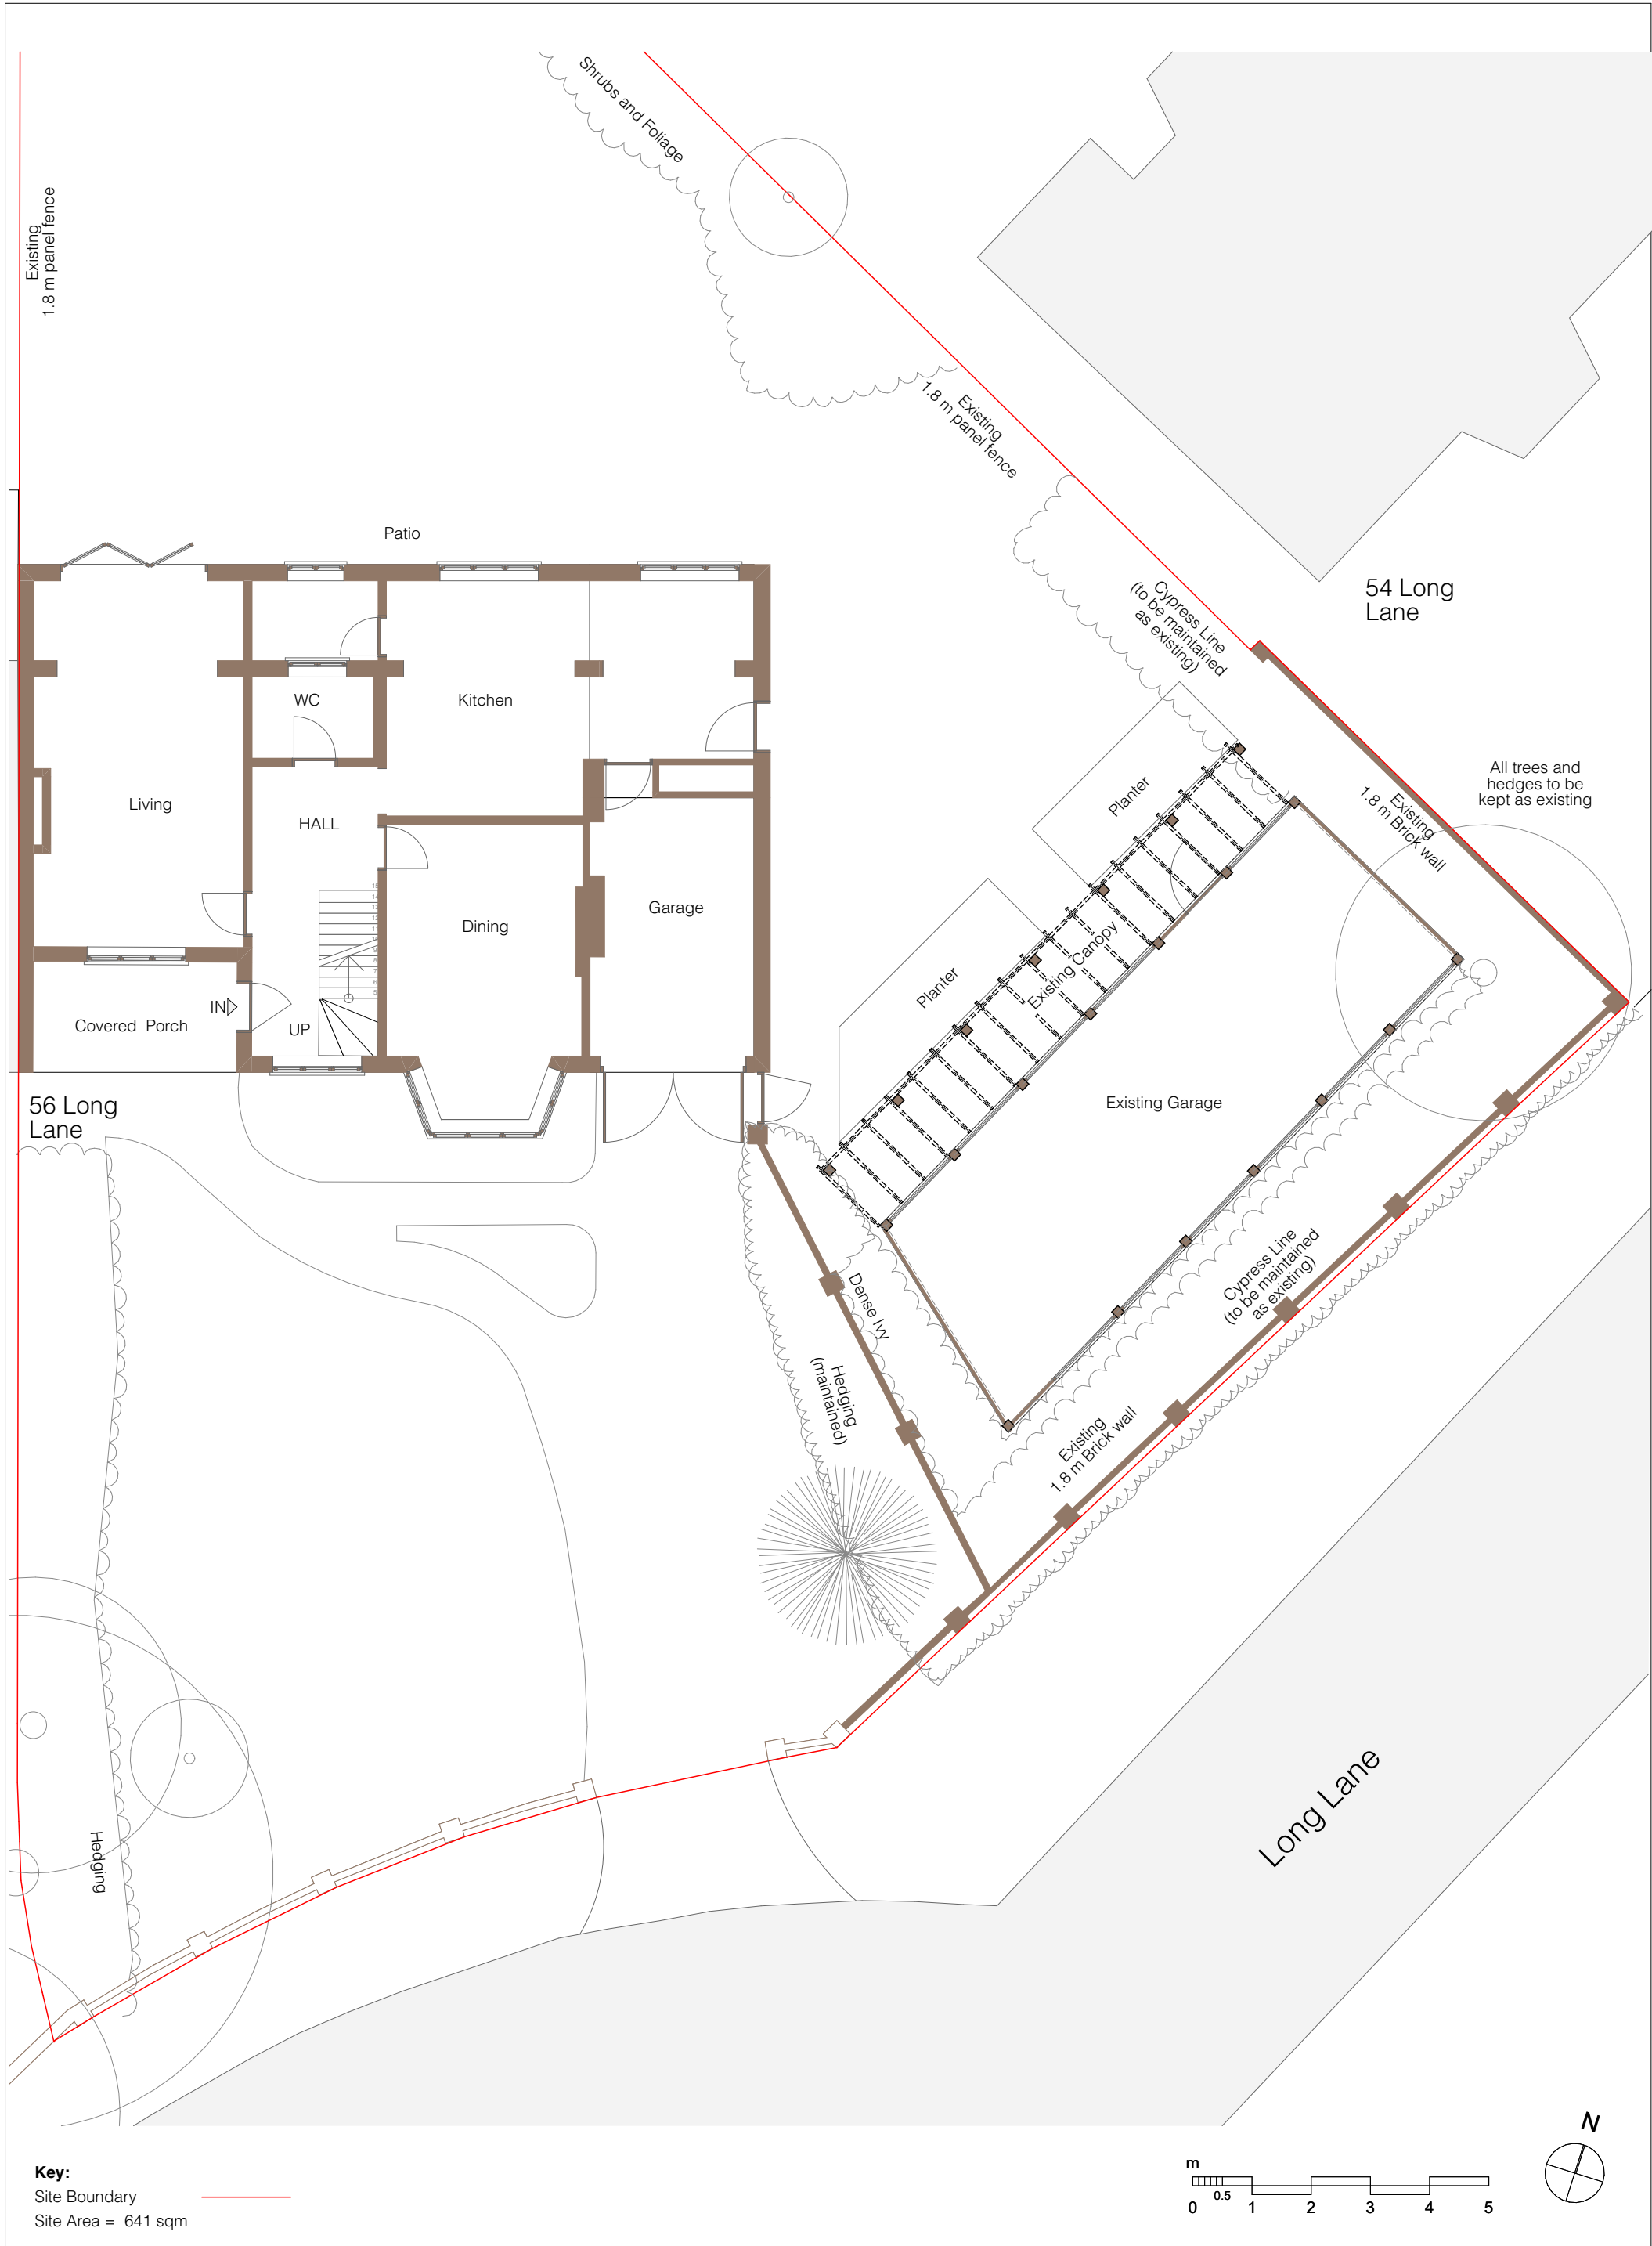 Shrubs and Foliage
Existing
1.8 m panel fence
Existing
1.8 m panel fence
Patio
Cypress Line
(to be maintained
as existing)
54 Long
Lane
WC
Kitchen
Living
HALL
Planter
All trees and
hedges to be
kept as existing
Existing
1.8 m Brick wall
Garage
Dining
Planter
Existing Canopy
IN
Covered Porch
UP
56 Long
Lane
Existing Garage
Dense Ivy
Cypress Line
(to be maintained
as existing)
Hedging
(maintained)
Existing
1.8 m Brick wall
Long Lane
Hedging
N
Key:
Site Boundary
Site Area = 641 sqm
m
0.5
0 1 2 3 4 5